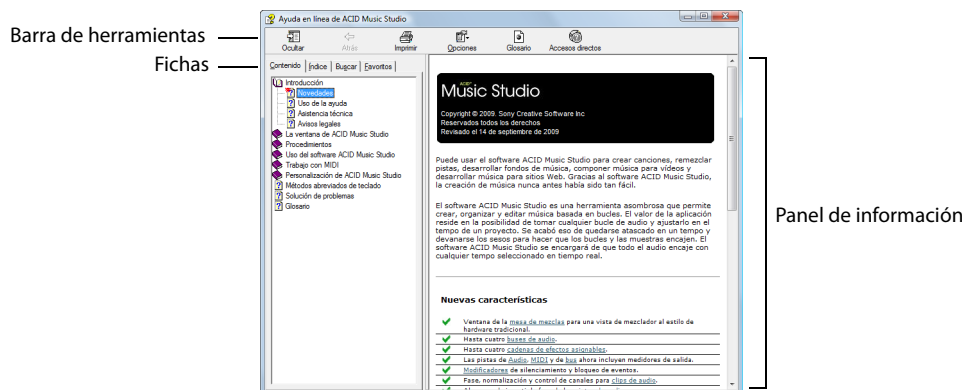 Ayuda en línea de ACID Music Studio
Barra de herramientas
Ocultar Atrás Imprimir Opciones Glosario Accesos directos
Fichas
Contenido Índice Buscar Favoritos
Introducción
Novedades
Uso de la ayuda
Asistencia técnica
Avisos legales
La ventana de ACID Music Studio
Procedimientos
Uso del software ACID Music Studio
Trabajo con MIDI
Personalización de ACID Music Studio
Métodos abreviados de teclado
Solución de problemas
Glosario
ACID™
Music Studio
Copyright © 2009. Sony Creative Software Inc
Reservados todos los derechos
Revisado el 14 de septiembre de 2009
Puede usar el software ACID Music Studio para crear canciones, remezclar
pistas, desarrollar fondos de música, componer música para vídeos y
desarrollar música para sitios Web. Gracias al software ACID Music Studio,
la creación de música nunca antes había sido tan fácil.
El software ACID Music Studio es una herramienta asombrosa que permite
crear, organizar y editar música basada en bucles. El valor de la aplicación
reside en la posibilidad de tomar cualquier bucle de audio y ajustarlo en el
tempo de un proyecto. Se acabó eso de quedarse atascado en un tempo y
devanarse los sesos para hacer que los bucles y las muestras encajen. El
software ACID Music Studio se encargará de que todo el audio encaje con
cualquier tempo seleccionado en tiempo real.
Nuevas características
Ventana de la mesa de mezclas para una vista de mezclador al estilo de
hardware tradicional.
Hasta cuatro buses de audio.
Hasta cuatro cadenas de efectos asignables.
Las pistas de Audio, MIDI y de bus ahora incluyen medidores de salida.
Modificadores de silenciamiento y bloqueo de eventos.
Fase, normalización y control de canales para clips de audio.
Panel de información